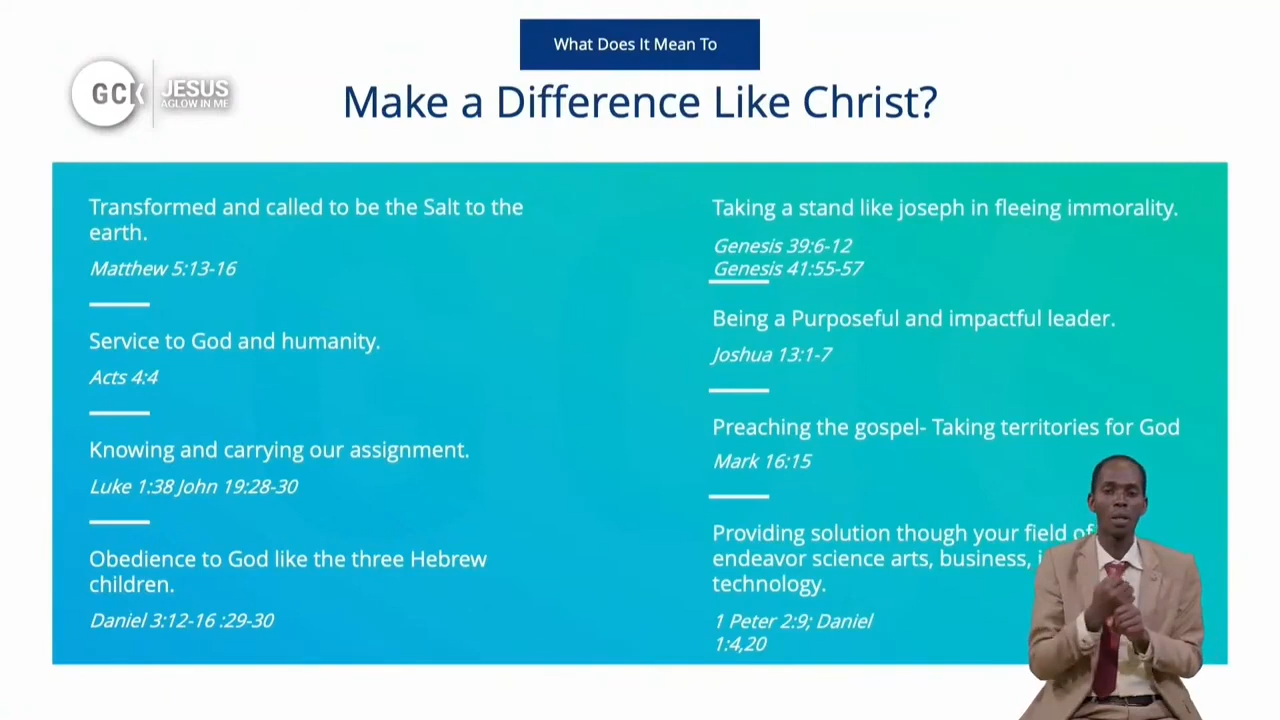 What Does It Mean To
Make a Difference Like Christ?
GCK
JESUS
AGLOW IN ME
Transformed and called to be the Salt to the
earth.
Matthew 5:13-16
Service to God and humanity.
Acts 4:4
Knowing and carrying our assignment.
Luke 1:38 John 19:28-30
Obedience to God like the three Hebrew
children.
Daniel 3:12-16 :29-30
Taking a stand like joseph in fleeing immorality.
Genesis 39:6-12
Genesis 41:55-57
Being a Purposeful and impactful leader.
Joshua 13:1-7
Preaching the gospel- Taking territories for God
Mark 16:15
Providing solution though your field of
endeavor science arts, business,
technology.
1 Peter 2:9; Daniel
1:4,20